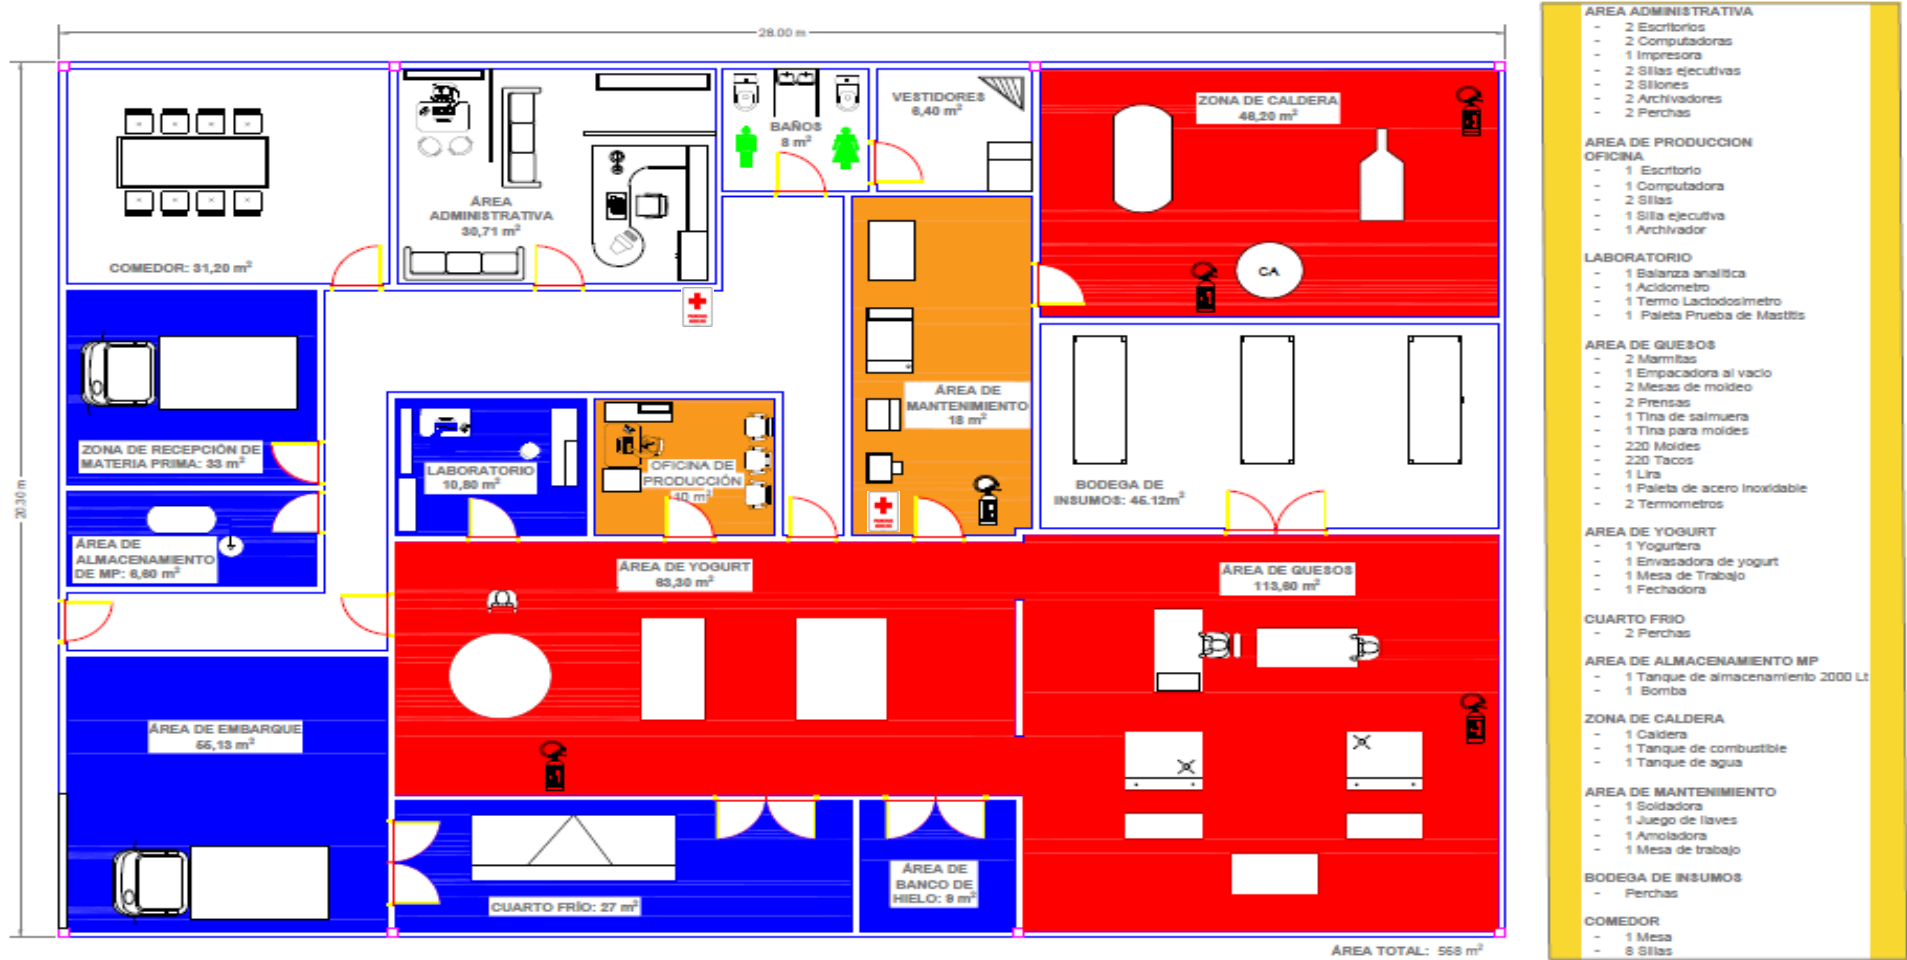 28.00 m
20.30 m
COMEDOR: 31,20 m²
ÁREA
ADMINISTRATIVA
30,71 m²
BAÑOS
8 m²
VESTIDORES
6,40 m²
ZONA DE CALDERA
46,20 m²
CA
ZONA DE RECEPCIÓN DE
MATERIA PRIMA: 33 m²
LABORATORIO
10,80 m²
OFICINA DE
PRODUCCIÓN
10 m²
ÁREA DE
MANTENIMIENTO
18 m²
BODEGA DE
INSUMOS: 45.12m²
ÁREA DE
ALMACENAMIENTO
DE MP: 6,60 m²
ÁREA DE YOGURT
63,30 m²
ÁREA DE QUESOS
113,60 m²
ÁREA DE EMBARQUE
55,13 m²
CUARTO FRÍO: 27 m²
ÁREA DE
BANCO DE
HIELO: 9 m²
ÁREA TOTAL: 568 m²
AREA ADMINISTRATIVA
- 2 Escritorios
- 2 Computadoras
- 1 Impresora
- 2 Sillas ejecutivas
- 2 Sillones
- 2 Archivadores
- 2 Perchas
AREA DE PRODUCCION
OFICINA
- 1 Escritorio
- 1 Computadora
- 2 Sillas
- 1 Silla ejecutiva
- 1 Archivador
LABORATORIO
- 1 Balanza analitica
- 1 Acidometro
- 1 Termo Lactodosimetro
- 1 Paleta Prueba de Mastitis
AREA DE QUESOS
- 2 Marmitas
- 1 Empacadora al vacio
- 2 Mesas de moldeo
- 2 Prensas
- 1 Tina de salmuera
- 1 Tina para moldes
- 220 Moldes
- 220 Tacos
- 1 Lira
- 1 Paleta de acero inoxidable
- 2 Termometros
AREA DE YOGURT
- 1 Yogurtera
- 1 Envasadora de yogurt
- 1 Mesa de Trabajo
- 1 Fechadora
CUARTO FRIO
- 2 Perchas
AREA DE ALMACENAMIENTO MP
- 1 Tanque de almacenamiento 2000 Lt
- 1 Bomba
ZONA DE CALDERA
- 1 Caldera
- 1 Tanque de combustible
- 1 Tanque de agua
AREA DE MANTENIMIENTO
- 1 Soldadora
- 1 Juego de llaves
- 1 Amoladora
- 1 Mesa de trabajo
BODEGA DE INSUMOS
- Perchas
COMEDOR
- 1 Mesa
- 8 Sillas